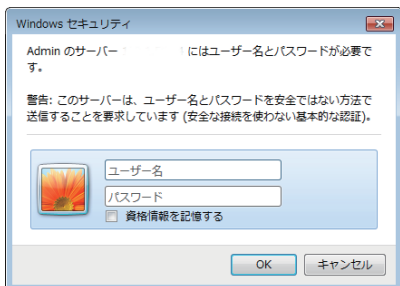 Windows セキュリティ
Admin のサーバー にはユーザー名とパスワードが必要で
す。
警告: このサーバーは、ユーザー名とパスワードを安全ではない方法で
送信することを要求しています (安全な接続を使わない基本的な認証)。
ユーザー名
パスワード
資格情報を記憶する
OK キャンセル